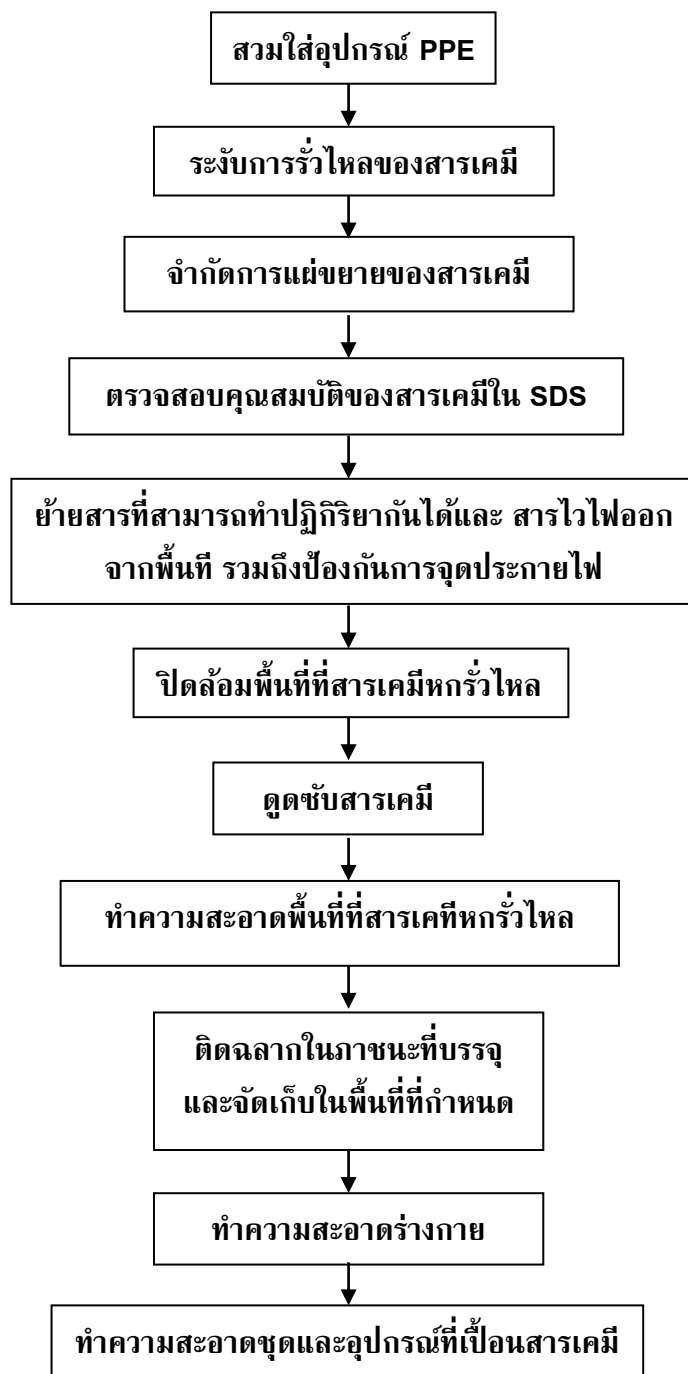 สวมใส่อุปกรณ์ PPE
ระงับการรั่วไหลของสารเคมี
จำกัดการแผ่ขยายของสารเคมี
ตรวจสอบคุณสมบัติของสารเคมีใน SDS
ย้ายสารที่สามารถทำปฏิกิริยากันได้และ สารไวไฟออก
จากพื้นที รวมถึงป้องกันการจุดประกายไฟ
ปิดล้อมพื้นที่ที่สารเคมีหกรั่วไหล
ดูดซับสารเคมี
ทำความสะอาดพื้นที่ที่สารเคทีหกรั่วไหล
ติดฉลากในภาชนะที่บรรจุ
และจัดเก็บในพื้นที่ที่กำหนด
ทำความสะอาดร่างกาย
ทำความสะอาดชุดและอุปกรณ์ที่เปื้อนสารเคมี